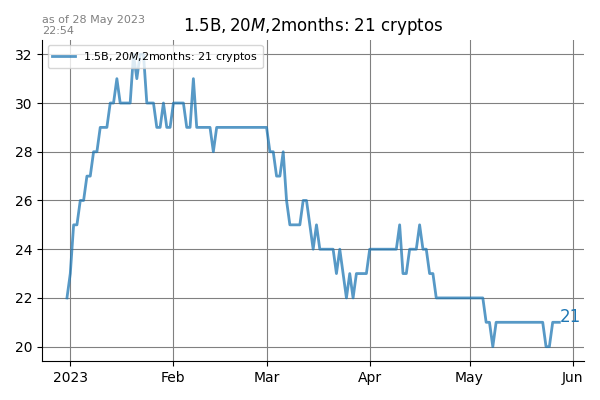 as of 28 May 2023
22:54
1.5B, 20M,2months: 21 cryptos
1.5B, 20M,2months: 21 cryptos
32
30
28
26
24
22
20
21
2023
Feb
Mar
Apr
May
Jun